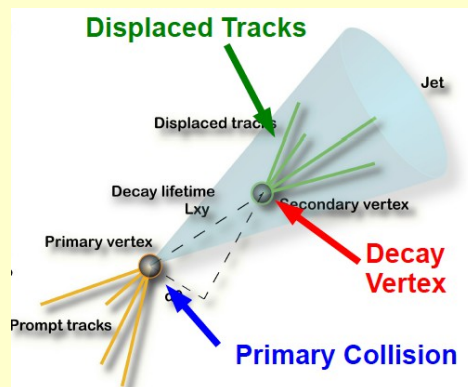 Displaced Tracks
Jet
Displaced tracks
Decay lifetime
Lxy
Secondary vertex
Primary vertex
Decay
Vertex
Prompt tracks
Primary Collision